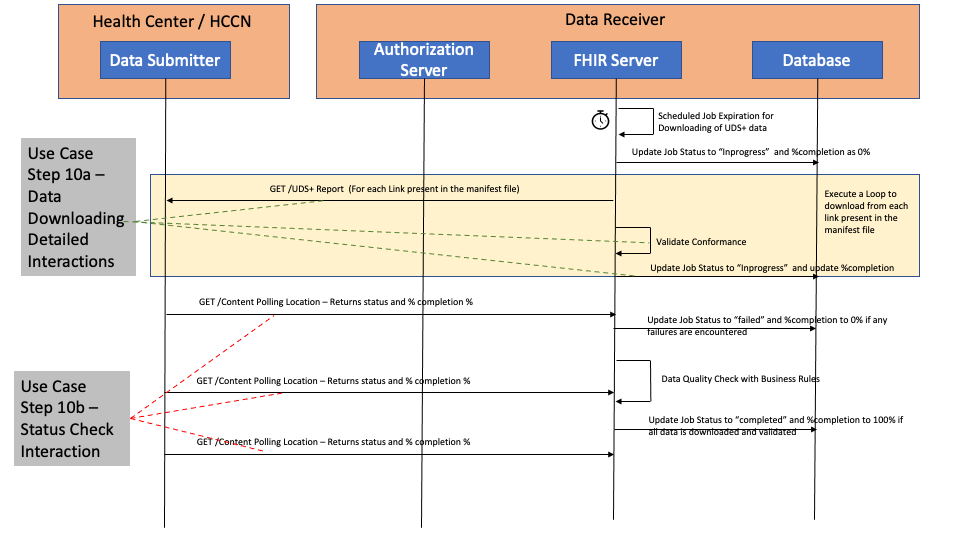 Health Center / HCCN
Data Receiver
Data Submitter
Authorization
Server
FHIR Server
Database
Scheduled Job Expiration for
Downloading of UDS+ data
Update Job Status to “Inprogress”  and %completion as 0%
Use Case
Step 10a –
Data
Downloading
Detailed
Interactions
GET /UDS+ Report  (For each Link present in the manifest file)
Execute a Loop to
download from each
link present in the
manifest file
Validate Conformance
Update Job Status to “Inprogress”  and update %completion
GET /Content Polling Location – Returns status and % completion %
Update Job Status to “failed” and %completion to 0% if any
failures are encountered
Use Case
Step 10b –
Status Check
Interaction
GET /Content Polling Location – Returns status and % completion %
Data Quality Check with Business Rules
Update Job Status to “completed” and %completion to 100% if
all data is downloaded and validated
GET /Content Polling Location – Returns status and % completion %